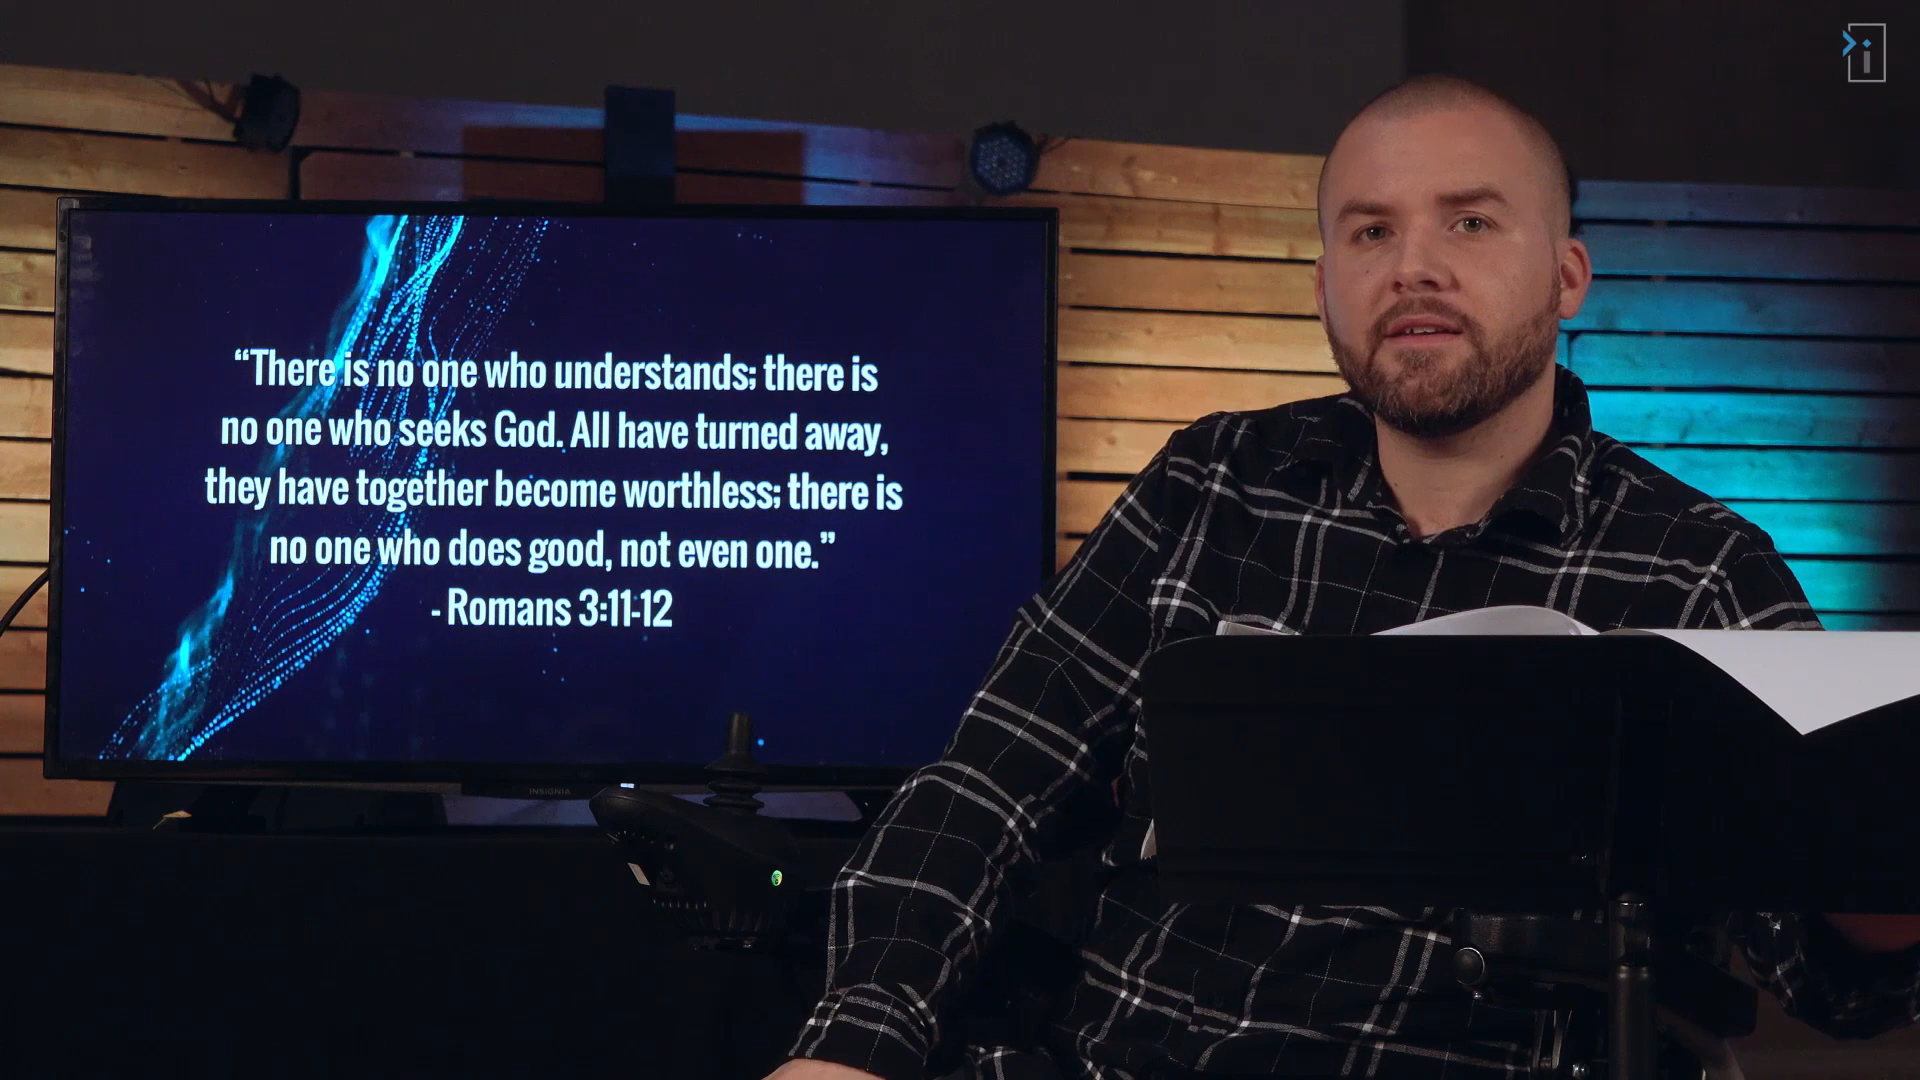 “There is no one who understands; there is
no one who seeks God. All have turned away,
they have together become worthless; there is
no one who does good, not even one.”
- Romans 3:11-12
INSIGNIA
i